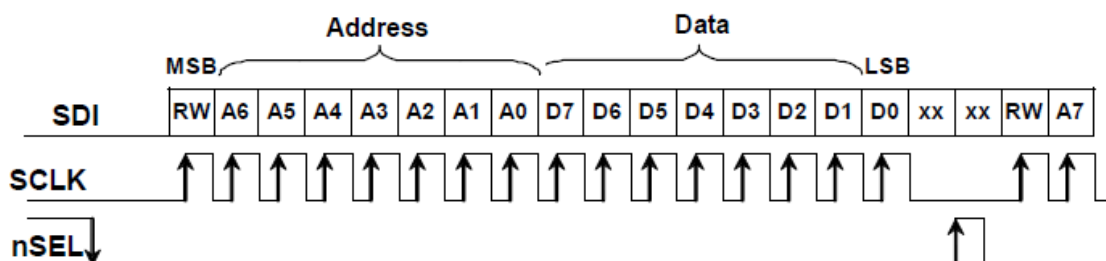 Address Data
MSB LSB
SDI RW A6 A5 A4 A3 A2 A1 A0 D7 D6 D5 D4 D3 D2 D1 D0 xx xx RW A7
SCLK
nSEL